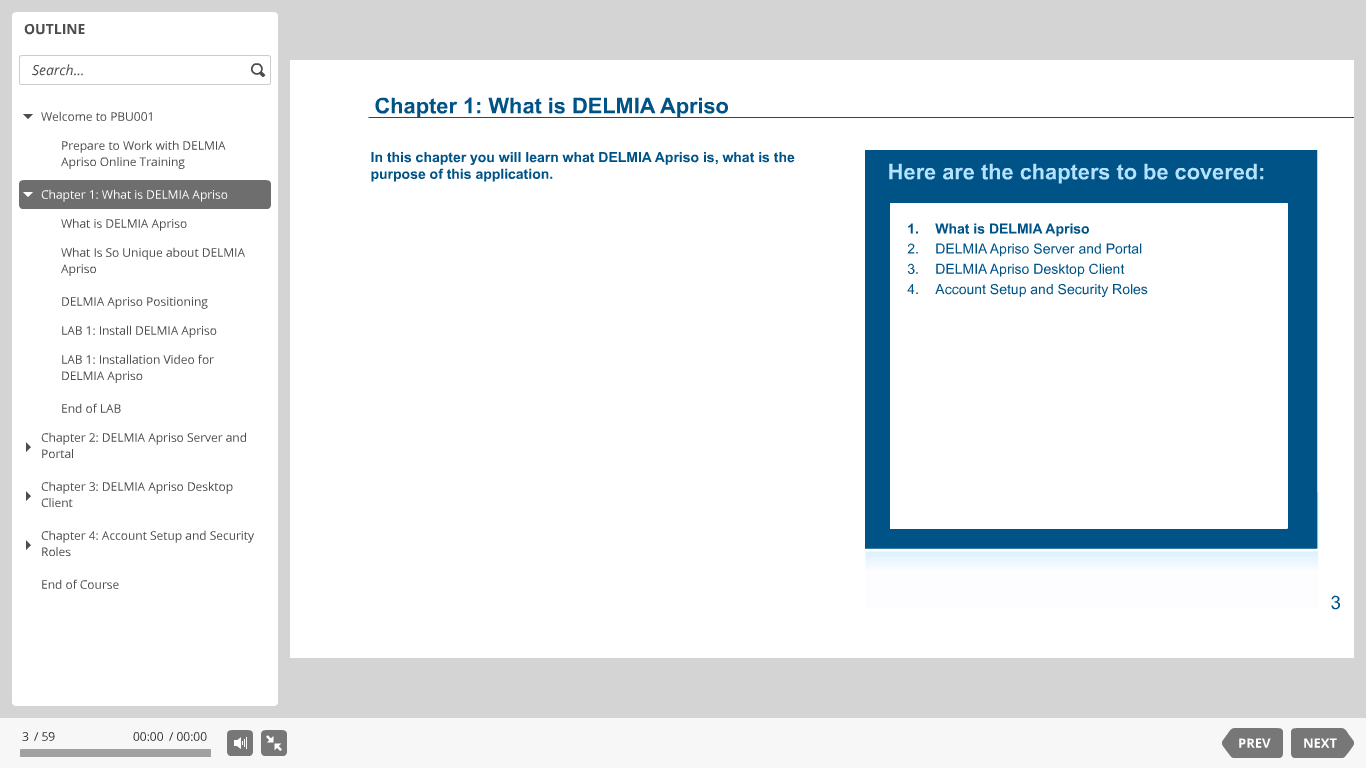 OUTLINE
Search...
Welcome to PBU001
Prepare to Work with DELMIA
Apriso Online Training
Chapter 1: What is DELMIA Apriso
What is DELMIA Apriso
What Is So Unique about DELMIA
Apriso
DELMIA Apriso Positioning
LAB 1: Install DELMIA Apriso
LAB 1: Installation Video for
DELMIA Apriso
End of LAB
Chapter 2: DELMIA Apriso Server and
Portal
Chapter 3: DELMIA Apriso Desktop
Client
Chapter 4: Account Setup and Security
Roles
End of Course
Chapter 1: What is DELMIA Apriso
In this chapter you will learn what DELMIA Apriso is, what is the
purpose of this application.
Here are the chapters to be covered:
1. What is DELMIA Apriso
2. DELMIA Apriso Server and Portal
3. DELMIA Apriso Desktop Client
4. Account Setup and Security Roles
3
3 / 59
00:00 / 00:00
PREV
NEXT